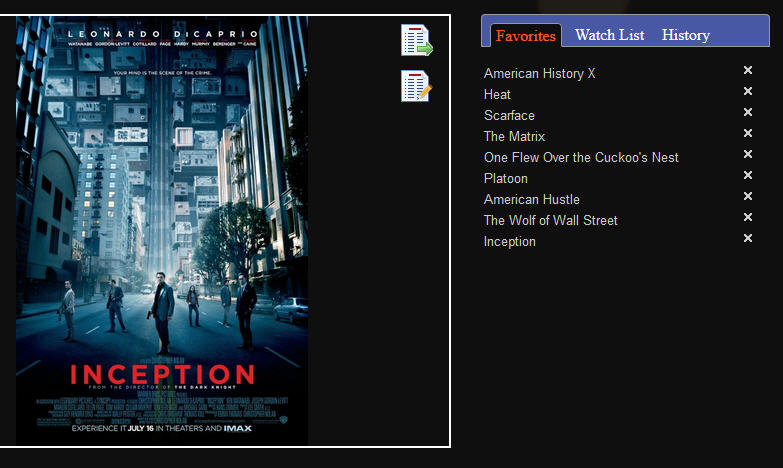 LEONARDO DICAPRIO
WATANABE GORDON-LEVITT COTILLARD PAGE HARDY MURPHY BERENGER AND CAINE
YOUR MIND IS THE SCENE OF THE CRIME.
INCEPTION
FROM THE DIRECTOR OF THE DARK KNIGHT
EXPERIENCE IT JULY 16 IN THEATERS AND IMAX
Favorites Watch List History
American History X
Heat
Scarface
The Matrix
One Flew Over the Cuckoo's Nest
Platoon
American Hustle
The Wolf of Wall Street
Inception